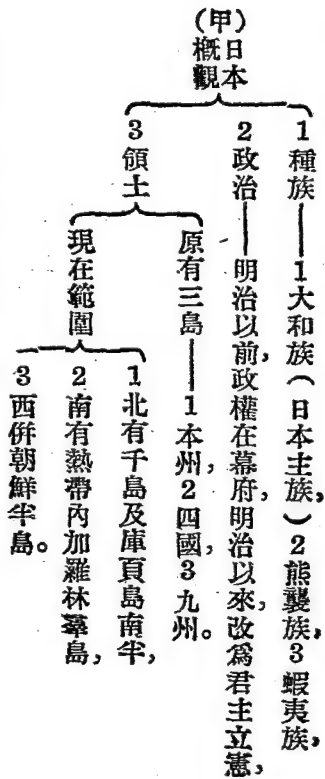 (甲)日本概觀
1種族——1大和族(日本主族,)2熊襲族,3蝦夷族,
2政治——明治以前,政權在幕府,明治以來,改爲君主立憲,
3領土
原有三島——1本州,2四國,3九州。
現在範圍
1北有千島及庫頁島南半,
2南有熱帶內加羅林羣島,
3西併朝鮮半島。